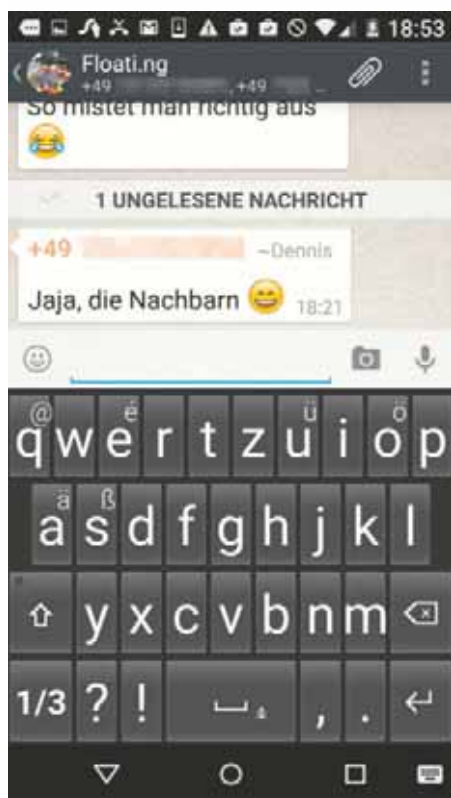 18:53
Floati.ng
+49 , +49
So mistet man richtig aus
😂
1 UNGELESENE NACHRICHT
+49 ~Dennis
Jaja, die Nachbarn 😄 18:21
@ é ü ö
q w e r t z u i o p
ä ß
a s d f g h j k l
y x c v b n m
1/3 ? ! , .